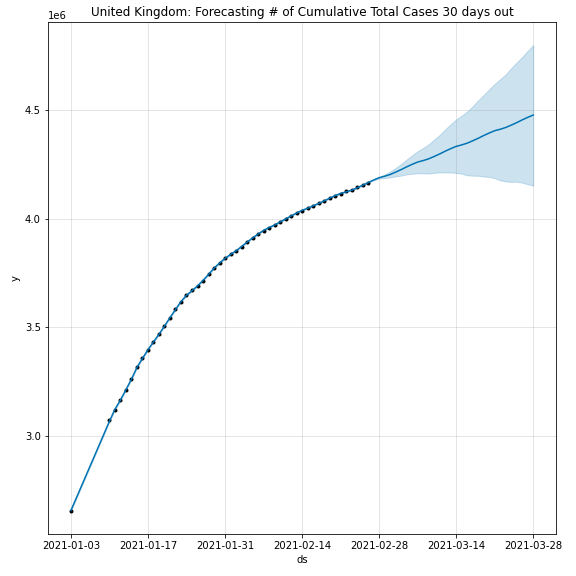 United Kingdom: Forecasting # of Cumulative Total Cases 30 days out
1e6
4.5
4.0
3.5
3.0
y
2021-01-03 2021-01-17 2021-01-31 2021-02-14 2021-02-28 2021-03-14 2021-03-28
ds